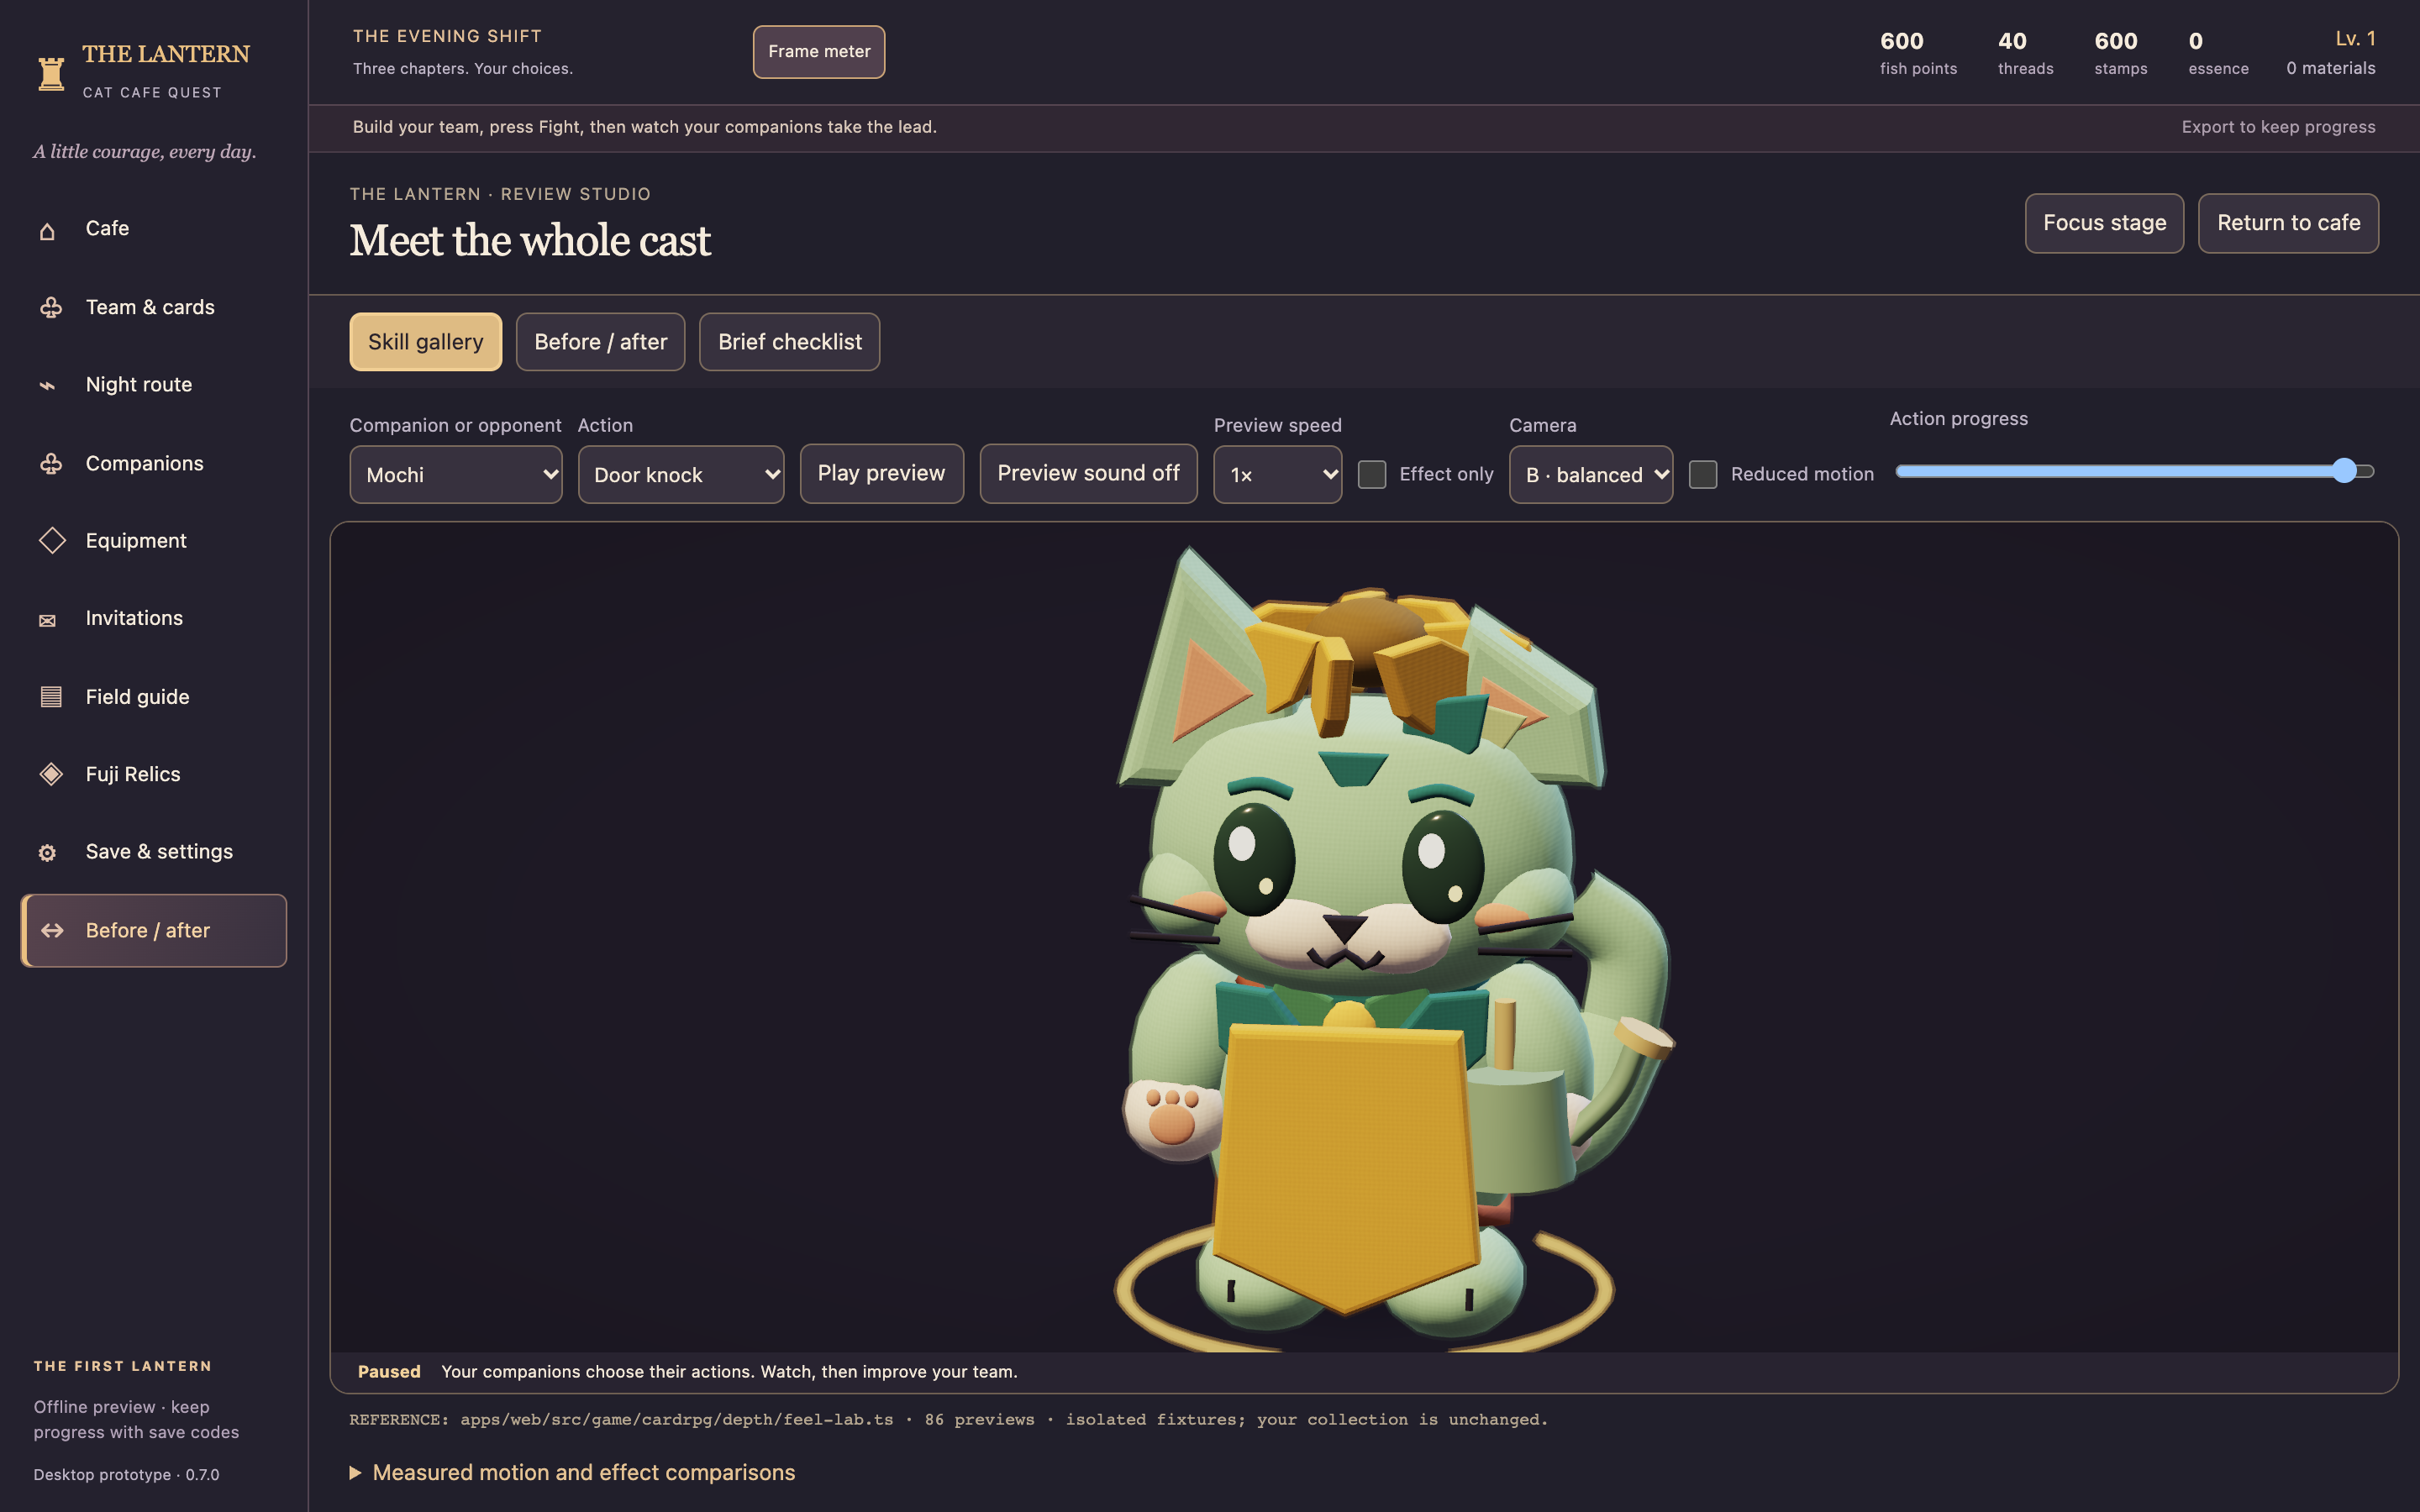 THE LANTERN
CAT CAFE QUEST
A little courage, every day.
Cafe
Team & cards
Night route
Companions
Equipment
Invitations
Field guide
Fuji Relics
Save & settings
Before / after
THE FIRST LANTERN
Offline preview · keep
progress with save codes
Desktop prototype · 0.7.0
THE EVENING SHIFT
Three chapters. Your choices.
Frame meter
600
fish points
40
threads
600
stamps
0
essence
Lv. 1
0 materials
Build your team, press Fight, then watch your companions take the lead.
Export to keep progress
THE LANTERN · REVIEW STUDIO
Meet the whole cast
Focus stage
Return to cafe
Skill gallery
Before / after
Brief checklist
Companion or opponent
Mochi
Action
Door knock
Play preview
Preview sound off
Preview speed
1×
Effect only
Camera
B · balanced
Reduced motion
Action progress
Paused
Your companions choose their actions. Watch, then improve your team.
REFERENCE: apps/web/src/game/cardrpg/depth/feel-lab.ts · 86 previews · isolated fixtures; your collection is unchanged.
Measured motion and effect comparisons